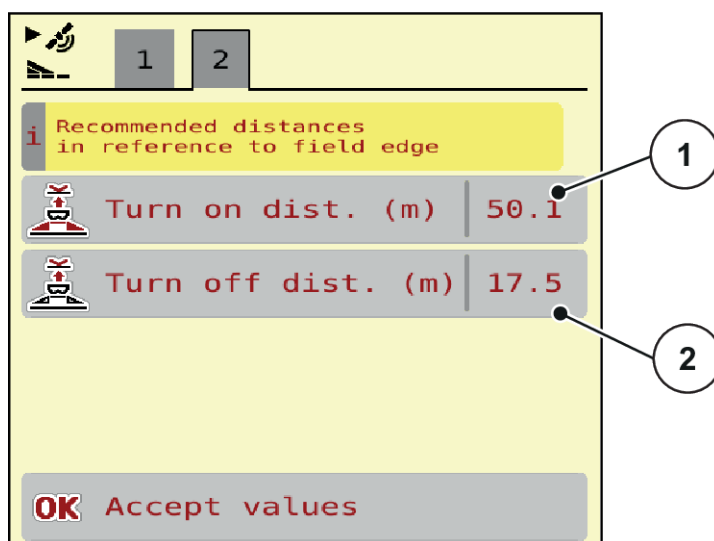 1 2
i Recommended distances
in reference to field edge
Turn on dist. (m) 50.1
1
Turn off dist. (m) 17.5
2
OK Accept values